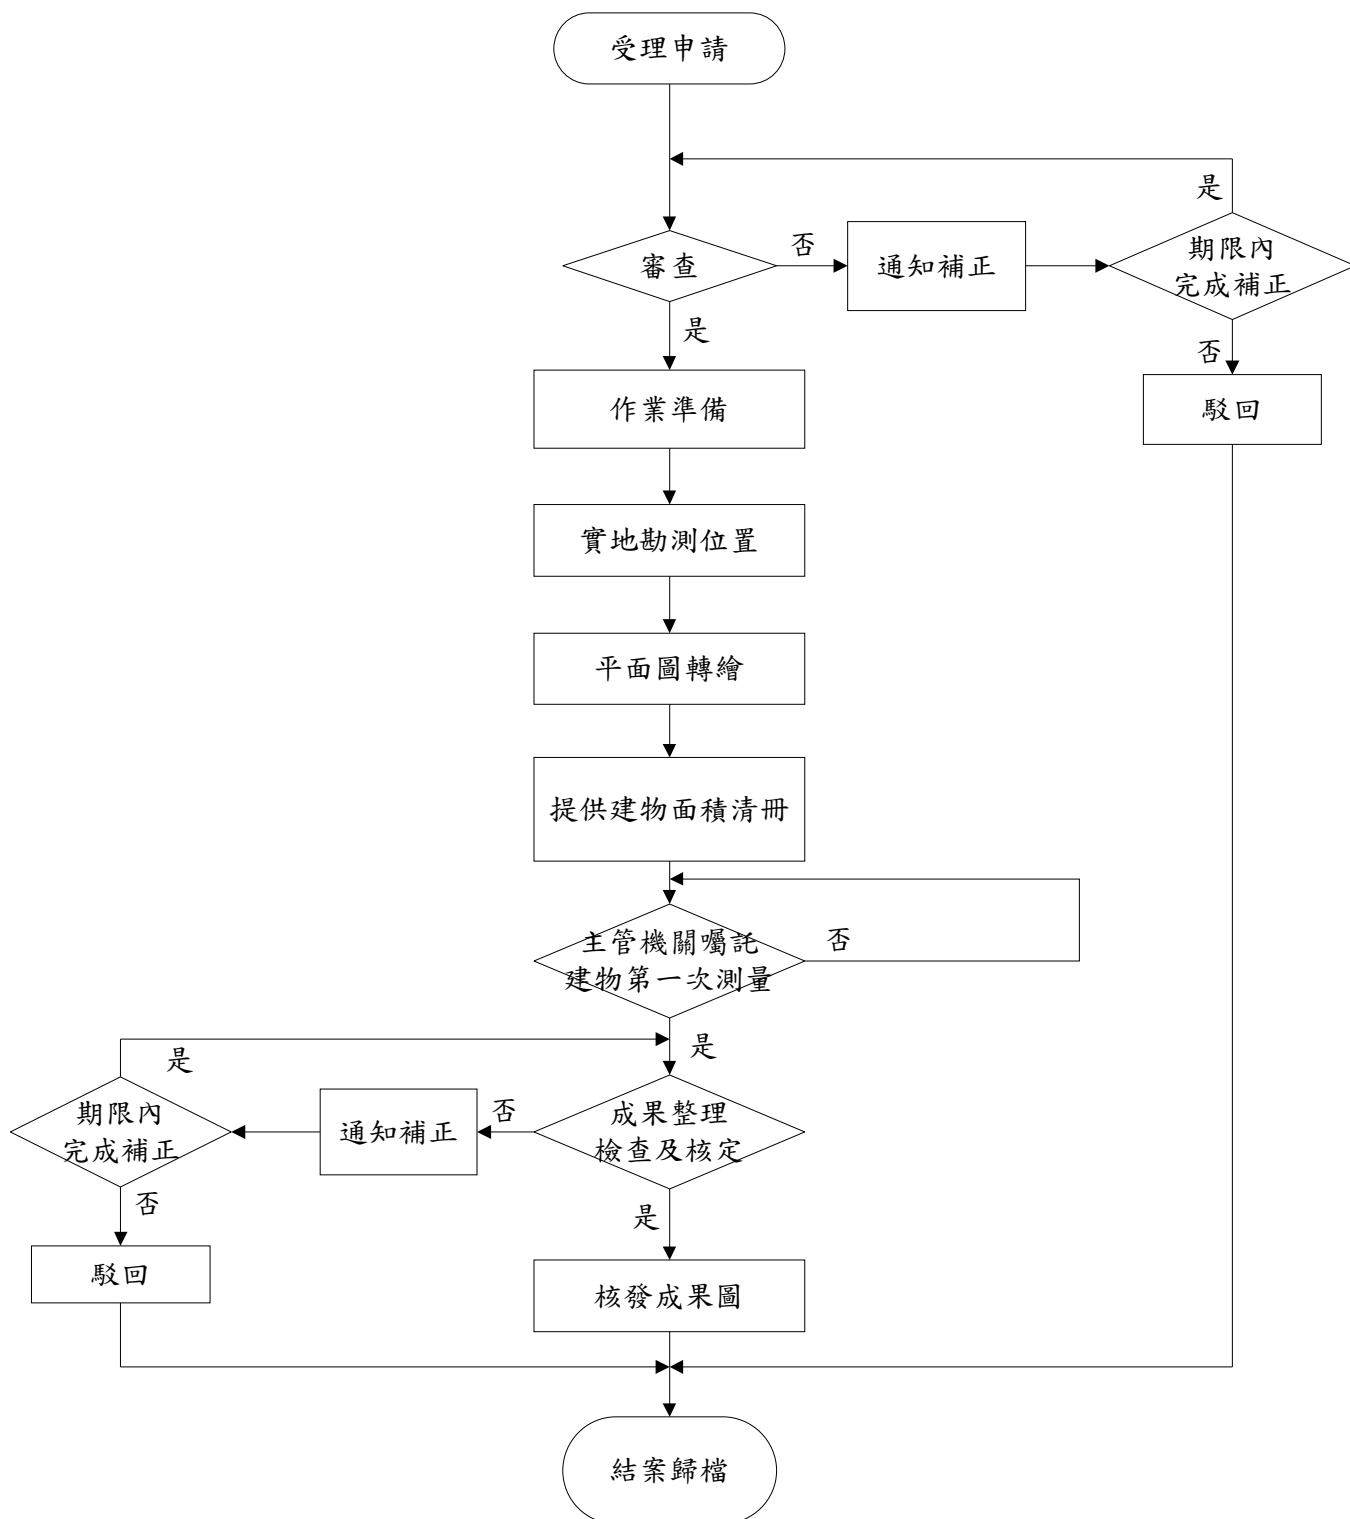 受理申請
是
審查
否
通知補正
期限內
完成補正
是
否
作業準備
駁回
實地勘測位置
平面圖轉繪
提供建物面積清冊
主管機關囑託
建物第一次測量
否
是
是
期限內
完成補正
通知補正
否
成果整理
檢查及核定
否
是
駁回
核發成果圖
結案歸檔